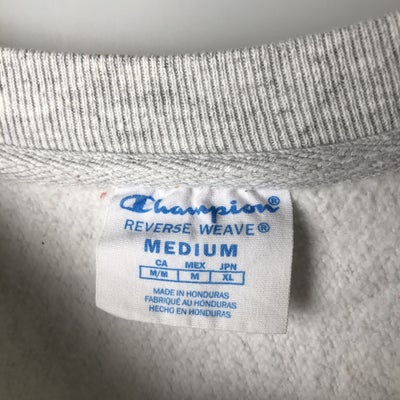 Champion
REVERSE WEAVE®
MEDIUM
CA MEX JPN
M/M M XL
MADE IN HONDURAS
FABRIQUÉ AU HONDURAS
HECHO EN HONDURAS